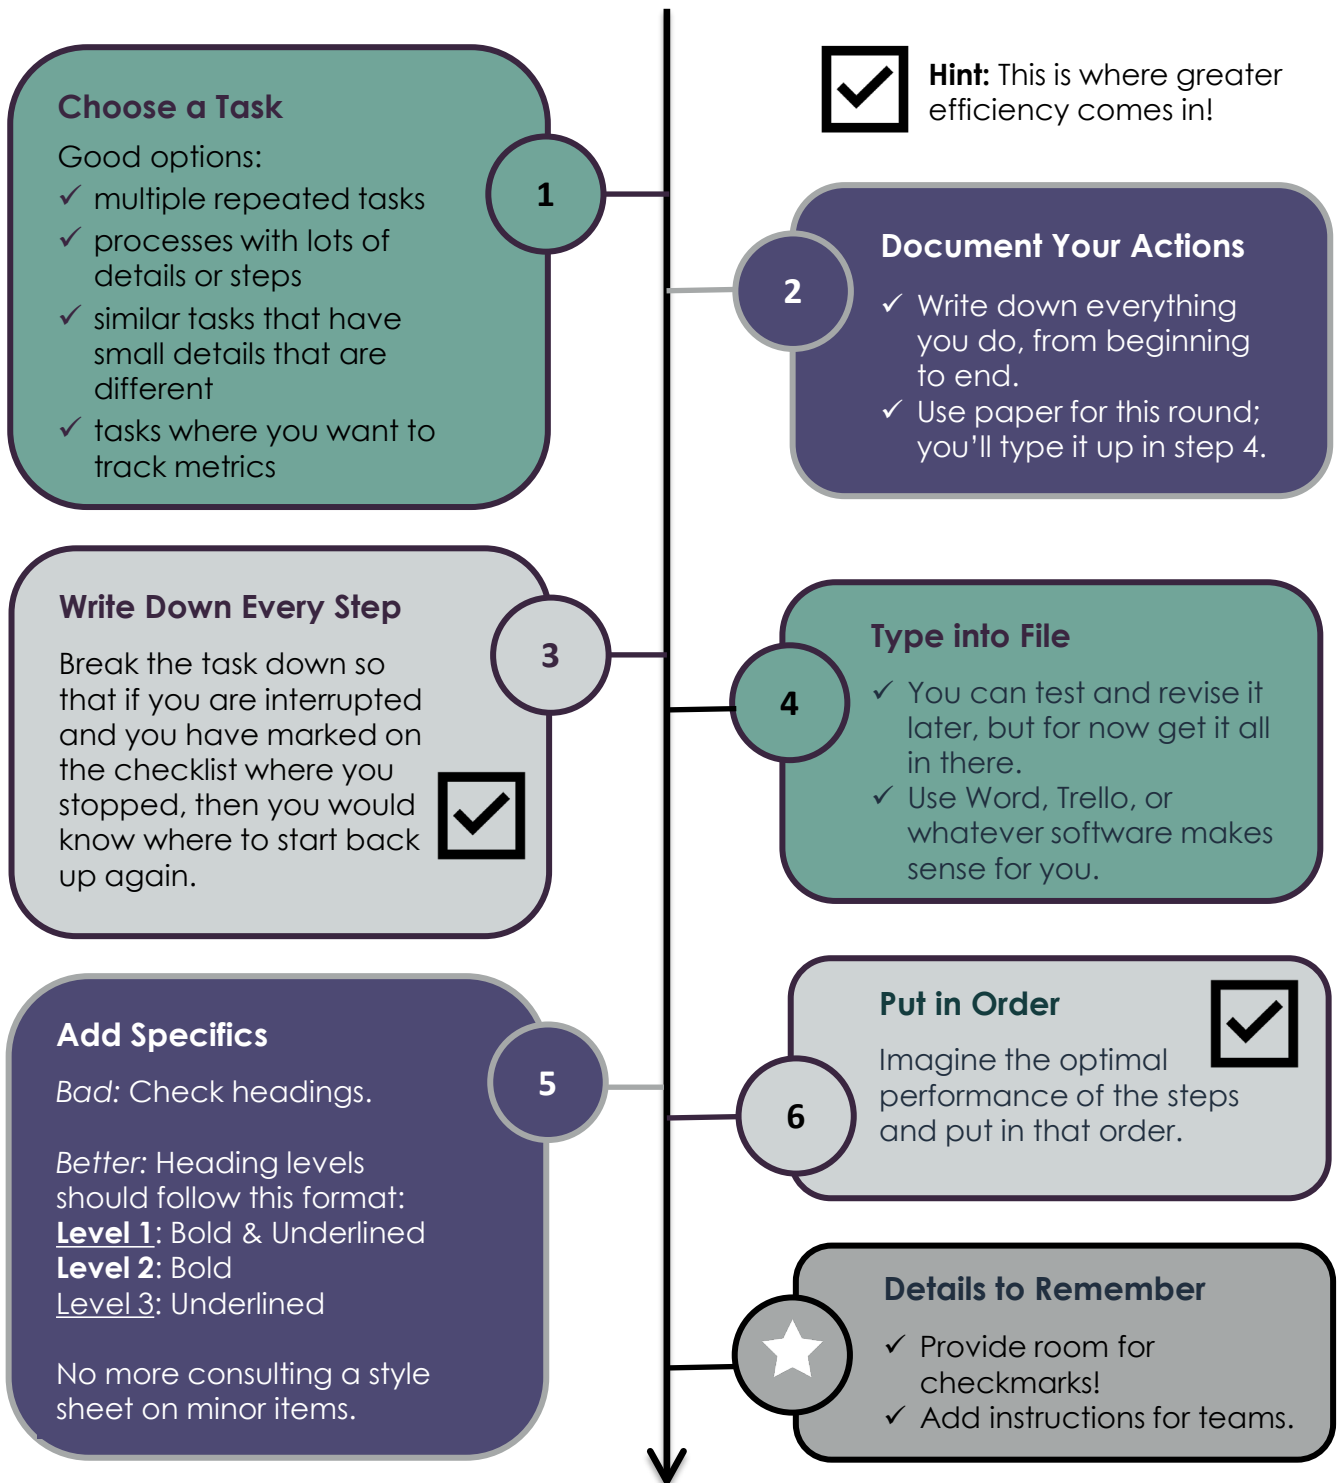 Hint: This is where greater
efficiency comes in!
Choose a Task
Good options:
✓ multiple repeated tasks
✓ processes with lots of
details or steps
✓ similar tasks that have
small details that are
different
✓ tasks where you want to
track metrics
1
2
Document Your Actions
✓ Write down everything
you do, from beginning
to end.
✓ Use paper for this round;
you’ll type it up in step 4.
Write Down Every Step
Break the task down so
that if you are interrupted
and you have marked on
the checklist where you
stopped, then you would
know where to start back
up again.
3
4
Type into File
✓ You can test and revise it
later, but for now get it all
in there.
✓ Use Word, Trello, or
whatever software makes
sense for you.
Add Specifics
Bad: Check headings.
Better: Heading levels
should follow this format:
Level 1: Bold & Underlined
Level 2: Bold
Level 3: Underlined
No more consulting a style
sheet on minor items.
5
6
Put in Order
Imagine the optimal
performance of the steps
and put in that order.
Details to Remember
✓ Provide room for
checkmarks!
✓ Add instructions for teams.